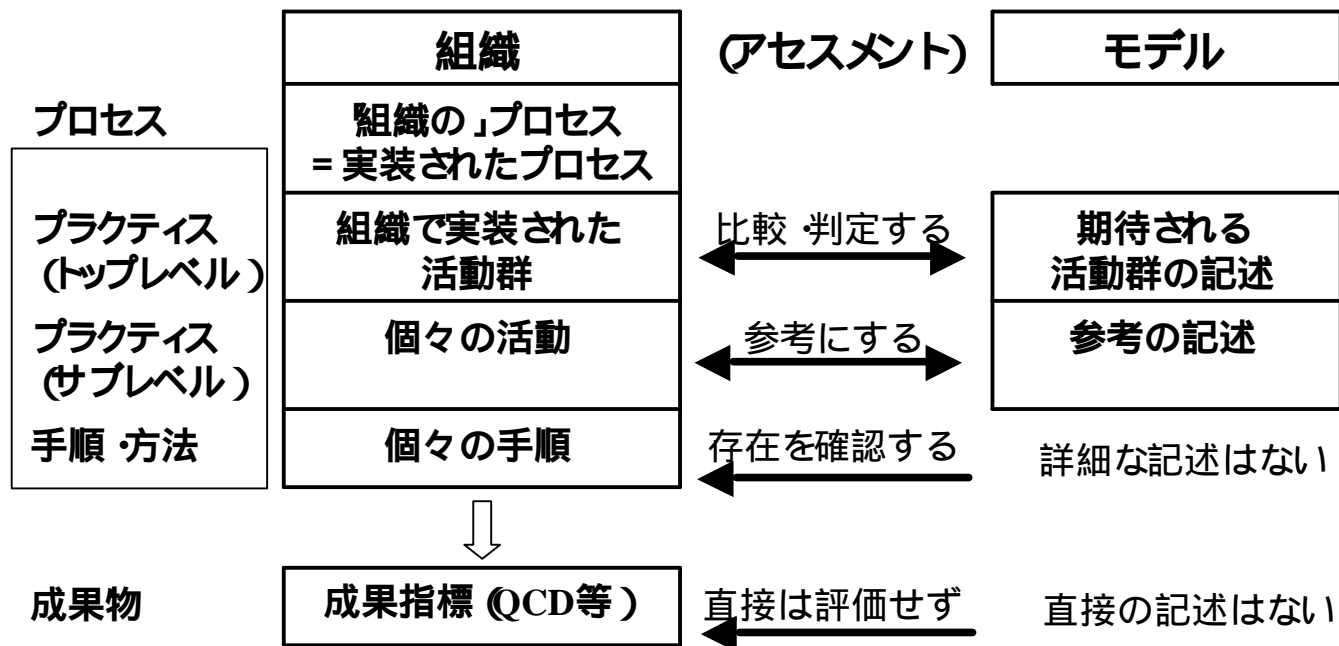 組織 (アセスメント) モデル
プロセス 「組織の」プロセス
= 実装されたプロセス
プラクティス 組織で実装された 比較・判定する 期待される
(トップレベル) 活動群 活動群の記述
プラクティス 個々の活動 参考にする 参考の記述
(サブレベル)
手順・方法 個々の手順 存在を確認する 詳細な記述はない
成果物 成果指標(QCD等) 直接は評価せず 直接の記述はない